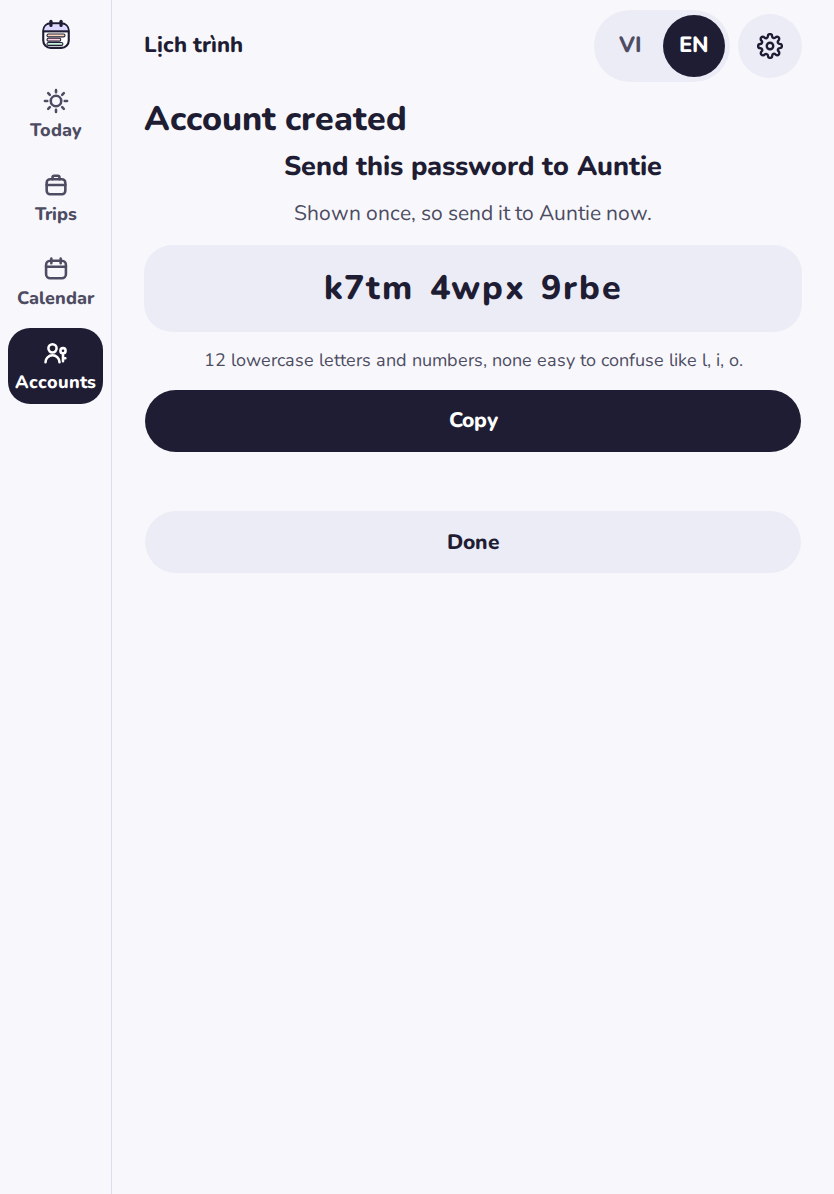 Lịch trình
VI
EN
Today
Trips
Calendar
Accounts
Account created
Send this password to Auntie
Shown once, so send it to Auntie now.
k7tm 4wpx 9rbe
12 lowercase letters and numbers, none easy to confuse like l, i, o.
Copy
Done